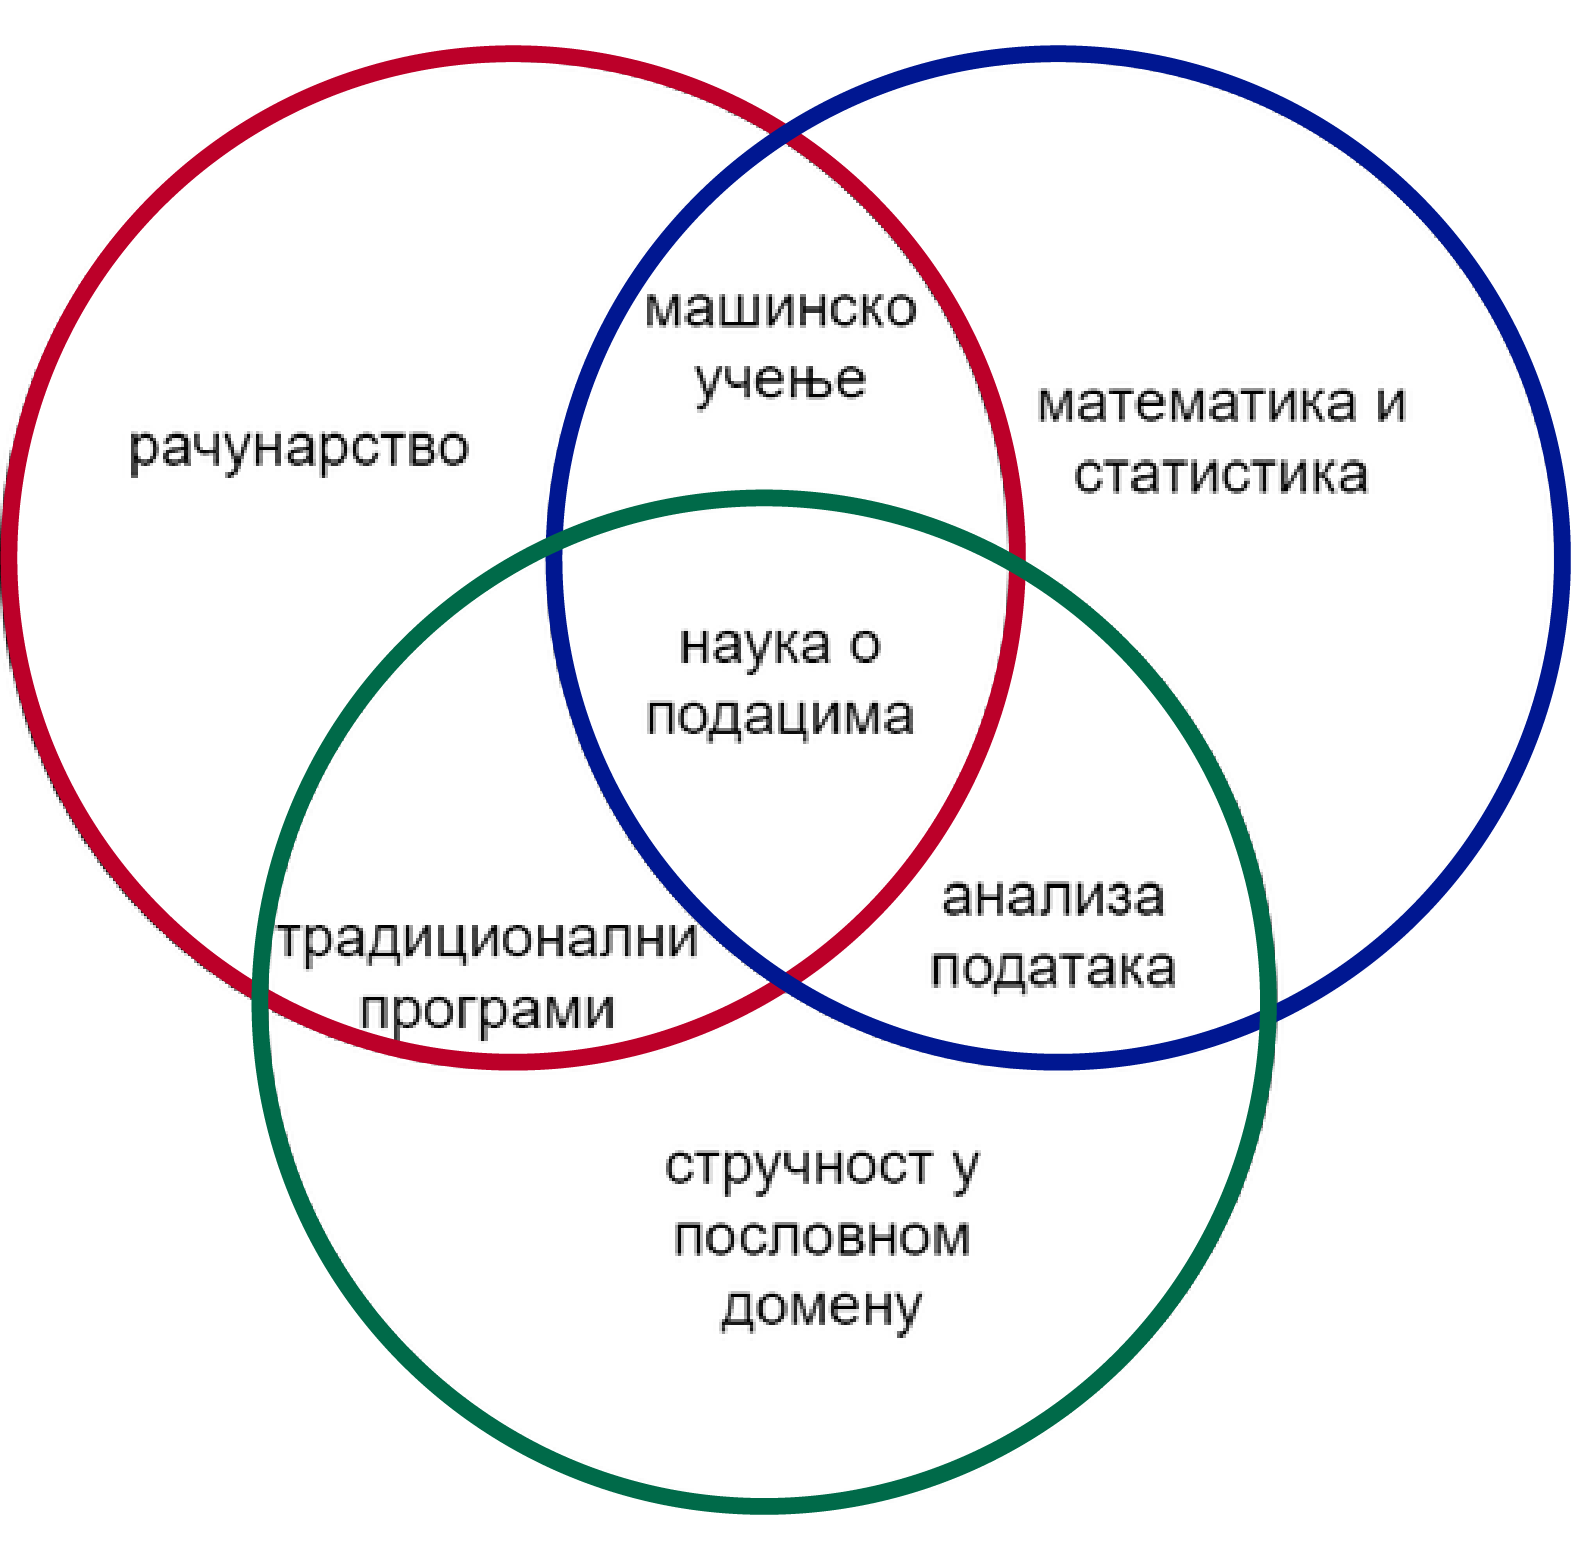 машинско
учење
рачунарство
математика и
статистика
наука о
подацима
традиционални
програми
анализа
података
стручност у
пословном
домену